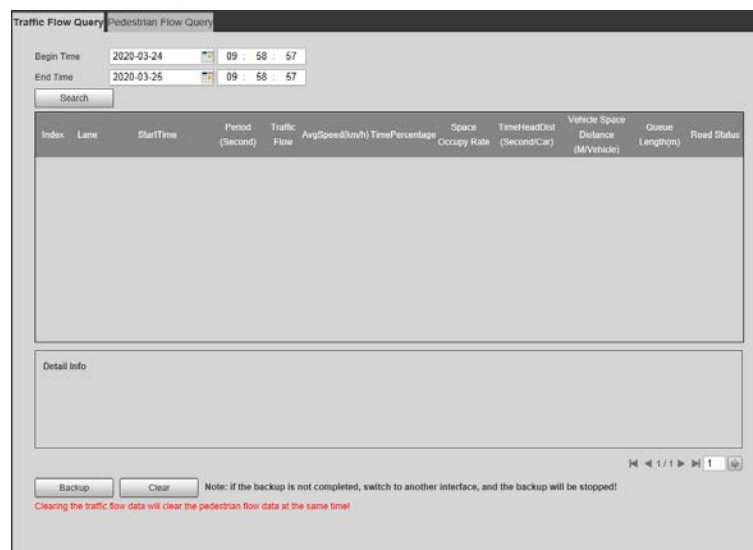 Traffic Flow Query Pedestrian Flow Query
Begin Time 2020-03-24 09 : 58 : 57
End Time 2020-03-25 09 : 58 : 57
Search
Index Lane StartTime Period (Second) Traffic Flow AvgSpeed(km/h) TimePercentage Space Occupy Rate TimeHeadDist (Second/Car) Vehicle Space Distance (M/Vehicle) Queue Length(m) Road Status
Detail Info
1 / 1 1
Backup Clear Note: if the backup is not completed, switch to another interface, and the backup will be stopped!
Clearing the traffic flow data will clear the pedestrian flow data at the same time!